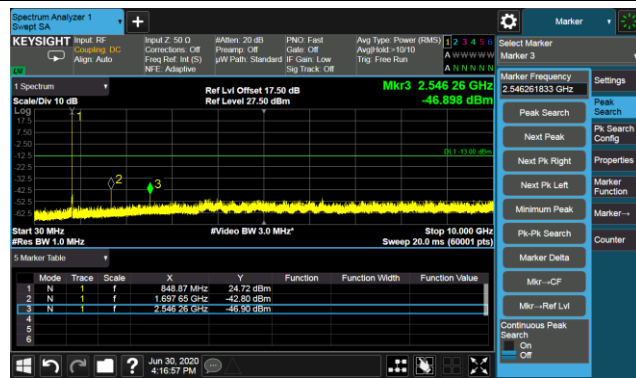 Spectrum Analyzer 1
Swept SA
Marker
KEYSIGHT
Input: RF
Coupling: DC
Align: Auto
Input Z: 50 Ω
Corrections: Off
Freq Ref: Int (S)
NFE: Adaptive
#Atten: 20 dB
Preamp: Off
µW Path: Standard
PNO: Fast
Gate: Off
IF Gain: Low
Sig Track: Off
Avg Type: Power (RMS)
Avg|Hold:>10/10
Trig: Free Run
1 2 3 4 5 6
A W W W W W
A N N N N N
LXI
1 Spectrum
Scale/Div 10 dB
Ref Lvl Offset 17.50 dB
Ref Level 27.50 dBm
Mkr3 2.546 26 GHz
-46.898 dBm
Log
17.5
7.50
-2.50
-12.5
-22.5
-32.5
-42.5
-52.5
-62.5
1
2
3
DL1 -13.00 dBm
Start 30 MHz
#Res BW 1.0 MHz
#Video BW 3.0 MHz*
Stop 10.000 GHz
Sweep 20.0 ms (60001 pts)
5 Marker Table
Mode Trace Scale X Y Function Function Width Function Value
1 N 1 f 848.87 MHz 24.72 dBm
2 N 1 f 1.697 65 GHz -42.80 dBm
3 N 1 f 2.546 26 GHz -46.90 dBm
4
5
6
Jun 30, 2020
4:16:57 PM
Select Marker
Marker 3
Marker Frequency
2.546261833 GHz
Peak Search
Next Peak
Next Pk Right
Next Pk Left
Minimum Peak
Pk-Pk Search
Marker Delta
Mkr→CF
Mkr→Ref Lvl
Continuous Peak
Search
On
Off
Settings
Peak
Search
Pk Search
Config
Properties
Marker
Function
Marker→
Counter